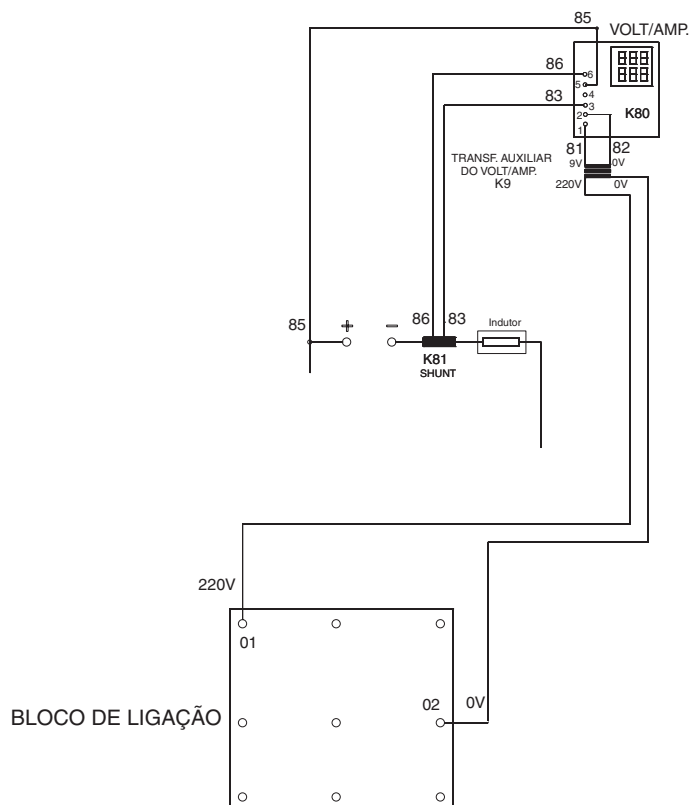 85
VOLT/AMP.
86
6
5
4
83
3
K80
2
1
81
82
TRANSF. AUXILIAR
DO VOLT/AMP.
K9
9V
0V
220V
0V
85
+
−
86
83
Indutor
K81
SHUNT
220V
01
BLOCO DE LIGAÇÃO
02
0V